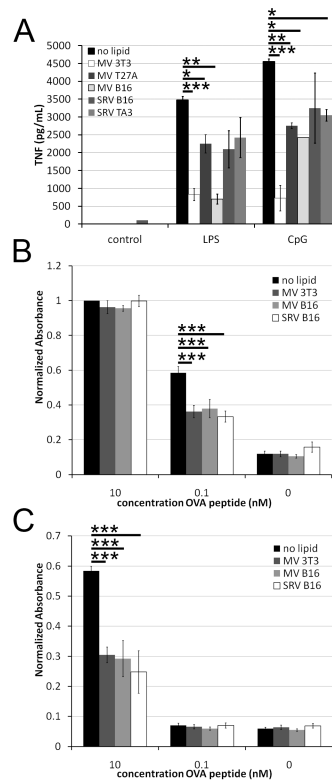 A
no lipid
MV 3T3
MV T27A
MV B16
SRV B16
SRV TA3
**
*
***
*
*
**
***
TNF (pg/mL)
5000
4500
4000
3500
3000
2500
2000
1500
1000
500
0
control
LPS
CpG
B
Normalized Absorbance
1.2
1
0.8
0.6
0.4
0.2
0
no lipid
MV 3T3
MV B16
SRV B16
***
***
***
10
0.1
0
concentration OVA peptide (nM)
C
Normalized Absorbance
0.7
0.6
0.5
0.4
0.3
0.2
0.1
0
***
***
***
no lipid
MV 3T3
MV B16
SRV B16
10
0.1
0
concentration OVA peptide (nM)